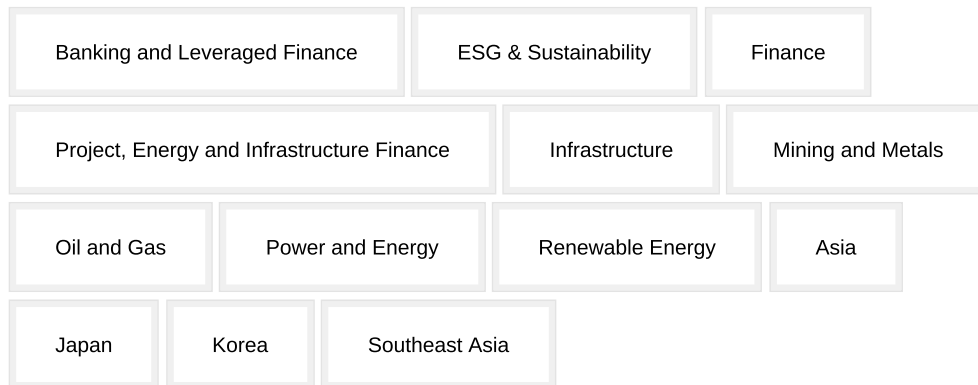 Banking and Leveraged Finance ESG & Sustainability Finance
Project, Energy and Infrastructure Finance Infrastructure Mining and Metals
Oil and Gas Power and Energy Renewable Energy Asia
Japan Korea Southeast Asia